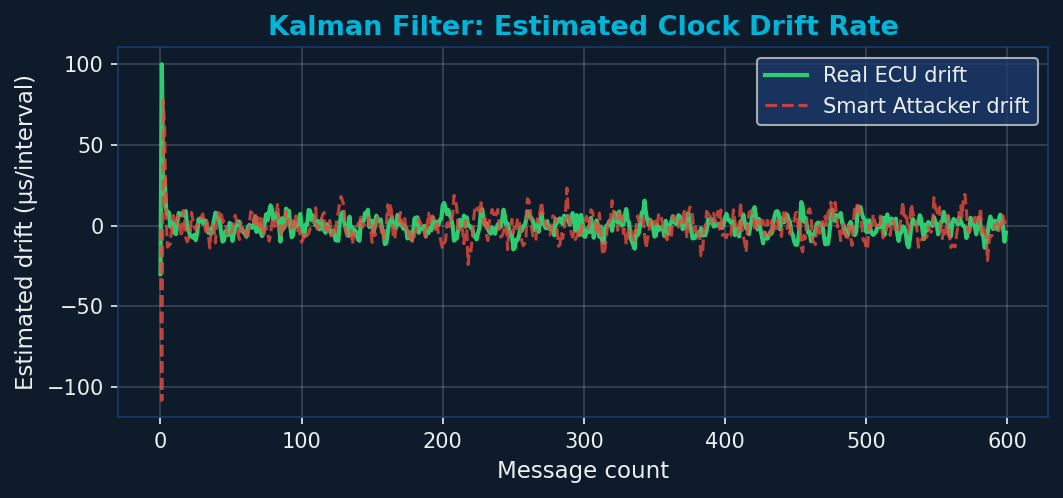 Kalman Filter: Estimated Clock Drift Rate
Real ECU drift
Smart Attacker drift
Estimated drift (µs/interval)
100
50
0
−50
−100
0 100 200 300 400 500 600
Message count